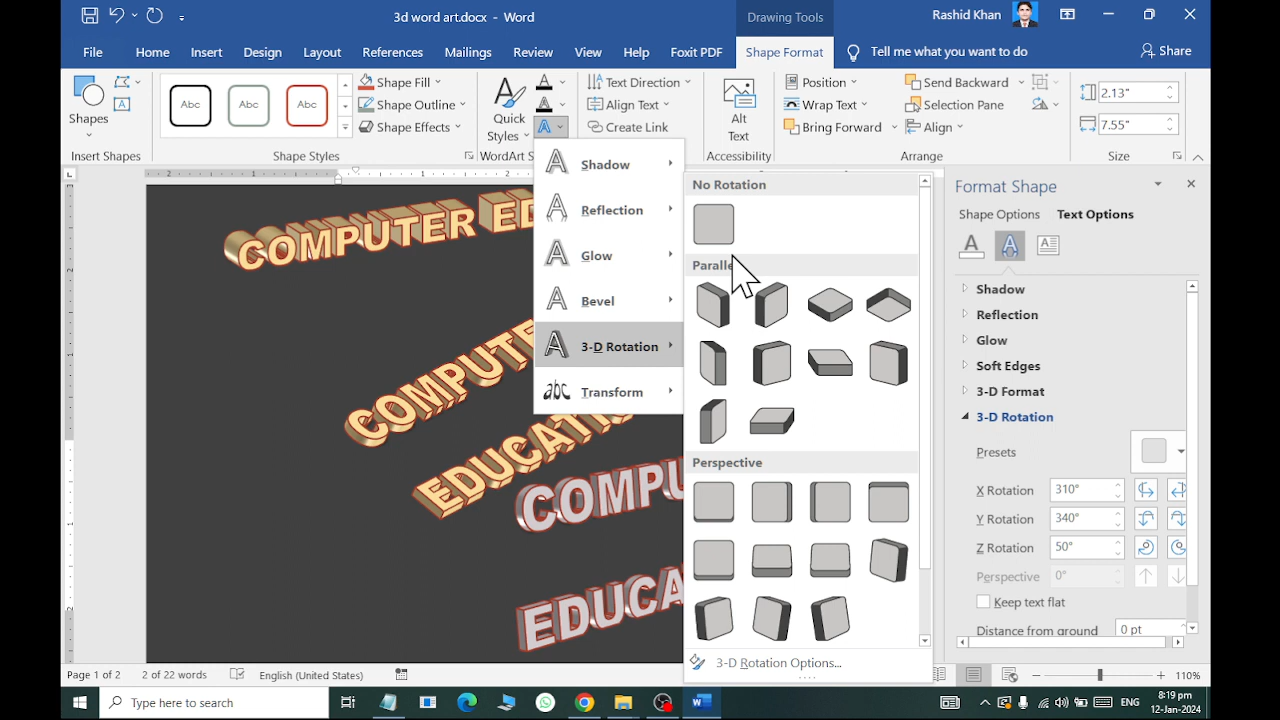 3d word art.docx - Word
Drawing Tools
Rashid Khan
File
Home
Insert
Design
Layout
References
Mailings
Review
View
Help
Foxit PDF
Shape Format
Tell me what you want to do
Share
Shapes
Abc
Abc
Abc
Shape Fill
Shape Outline
Shape Effects
Quick
Styles
Text Direction
Align Text
Create Link
Alt
Text
Position
Wrap Text
Bring Forward
Send Backward
Selection Pane
Align
2.13"
7.55"
Insert Shapes
Shape Styles
WordArt S
Accessibility
Arrange
Size
Shadow
Reflection
Glow
Bevel
3-D Rotation
Transform
No Rotation
Paralle
Perspective
3-D Rotation Options...
COMPUTER ED
COMPUTE
EDUCATI
COMPU
EDUCA
Format Shape
Shape Options
Text Options
Shadow
Reflection
Glow
Soft Edges
3-D Format
3-D Rotation
Presets
X Rotation 310°
Y Rotation 340°
Z Rotation 50°
Perspective 0°
Keep text flat
Distance from ground 0 pt
Page 1 of 2
2 of 22 words
English (United States)
110%
Type here to search
ENG
8:19 pm
12-Jan-2024